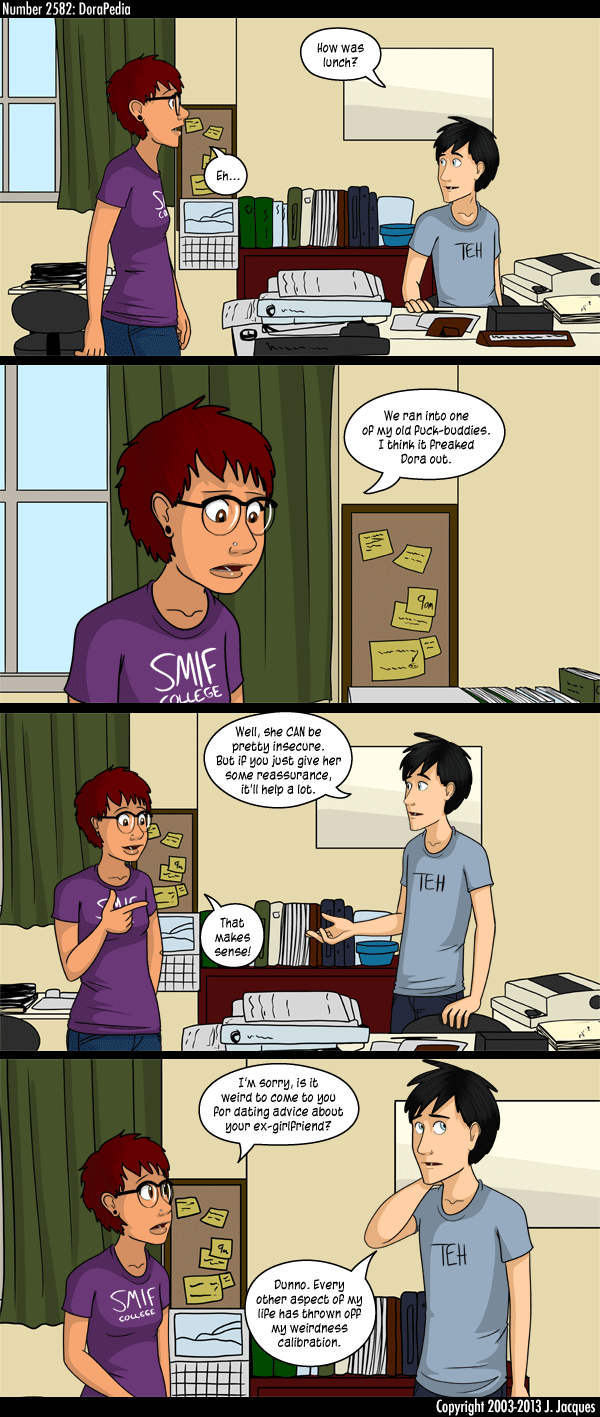 Number 2582: DoraPedia
How was
lunch?
Eh...
S
CO
TEH
We ran into one
of my old fuck-buddies.
I think it freaked
Dora out.
9am
SMIF
COLLEGE
Well, she CAN be
pretty insecure.
But if you just give her
some reassurance,
it'll help a lot.
TEH
SMIF
That
makes
sense!
I'm sorry, is it
weird to come to you
for dating advice about
your ex-girlfriend?
TEH
SMIF
COLLEGE
Dunno. Every
other aspect of my
life has thrown off
my weirdness
calibration.
Copyright 2003-2013 J. Jacques